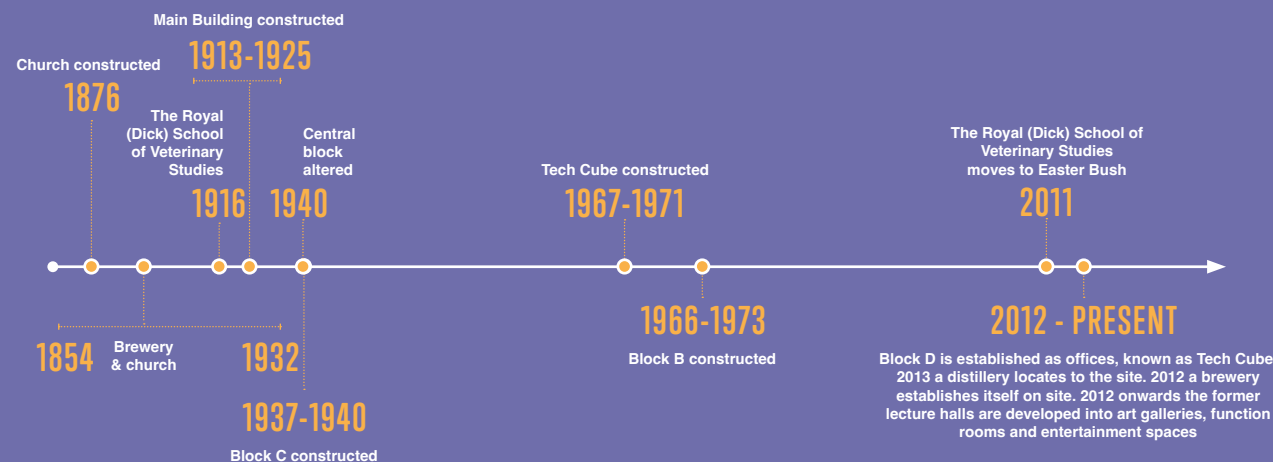 Main Building constructed
1913-1925
Church constructed
1876
The Royal
(Dick) School
of Veterinary
Studies
1916
Central
block
altered
1940
Tech Cube constructed
1967-1971
The Royal (Dick) School of
Veterinary Studies
moves to Easter Bush
2011
1854
Brewery
& church
1932
1937-1940
Block C constructed
1966-1973
Block B constructed
2012 - PRESENT
Block D is established as offices, known as Tech Cube
2013 a distillery locates to the site. 2012 a brewery
establishes itself on site. 2012 onwards the former
lecture halls are developed into art galleries, function
rooms and entertainment spaces